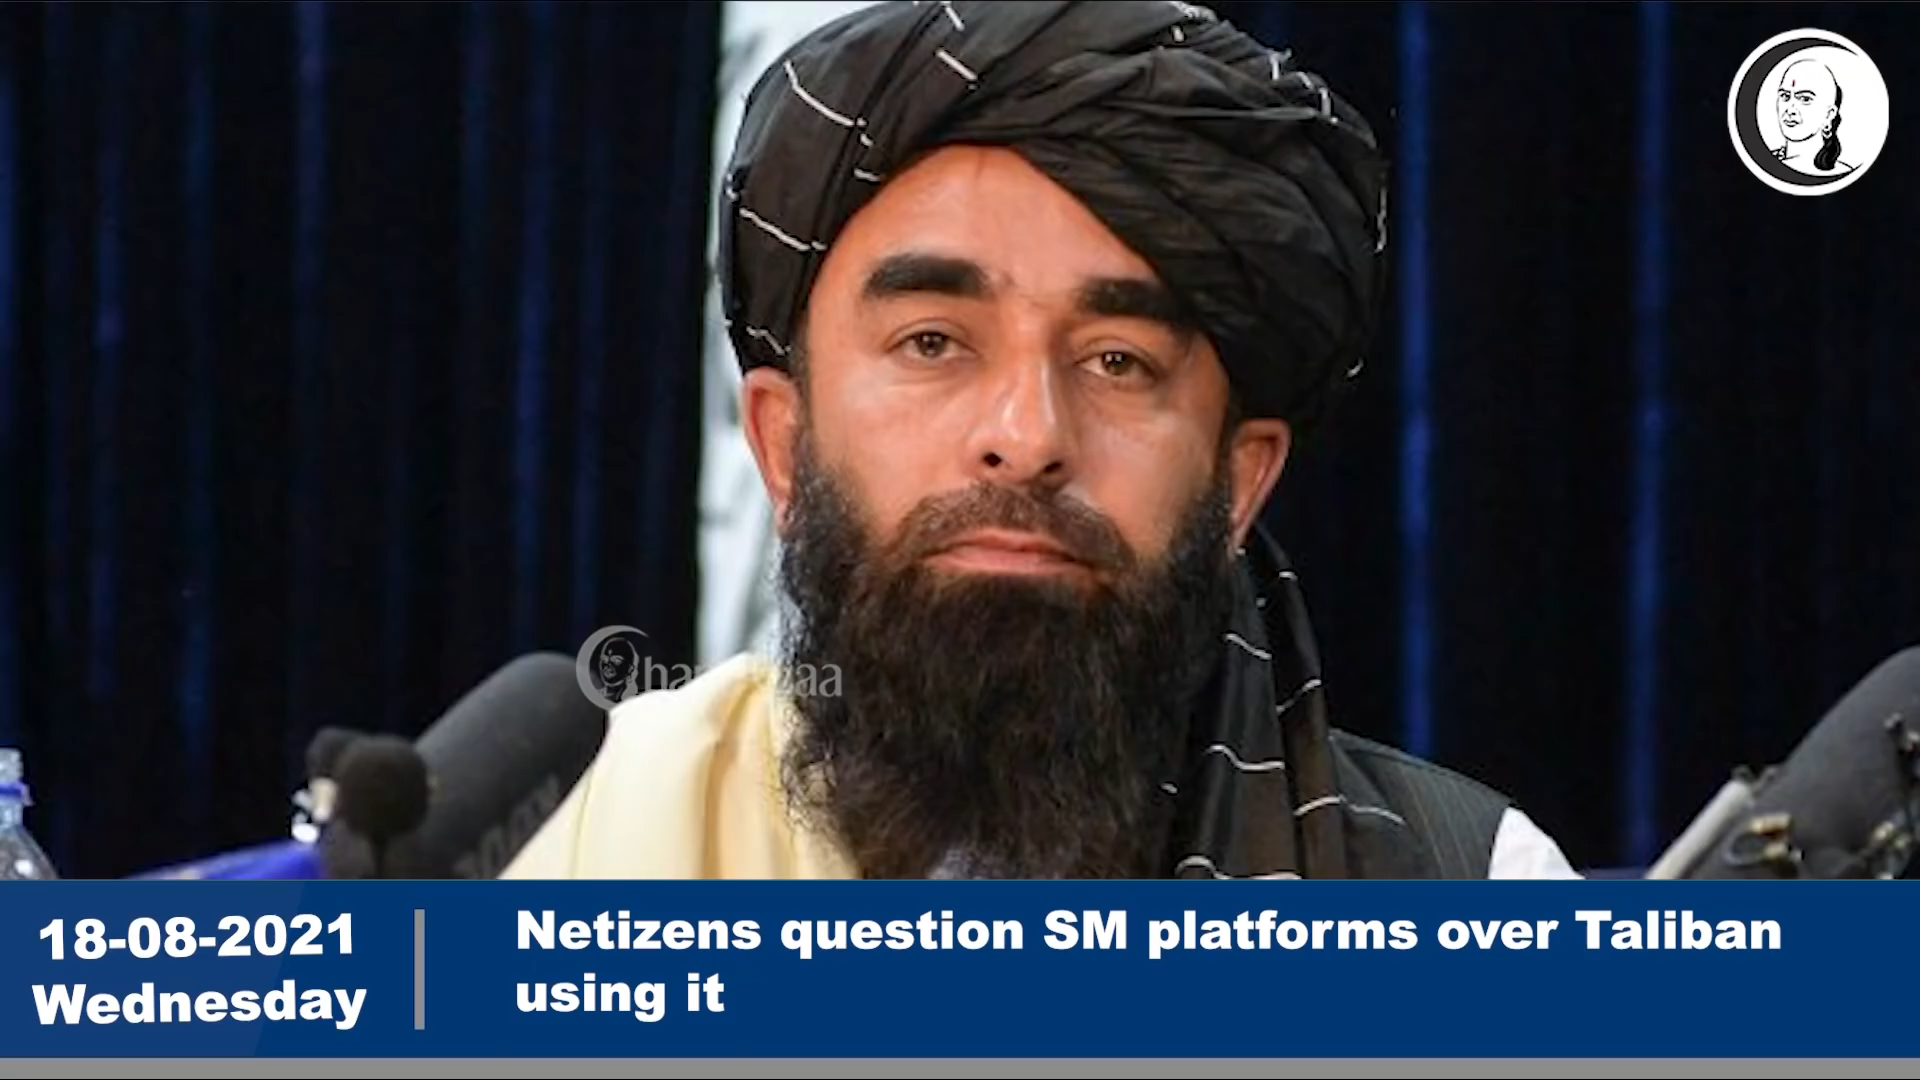 18-08-2021
Wednesday
Netizens question SM platforms over Taliban
using it